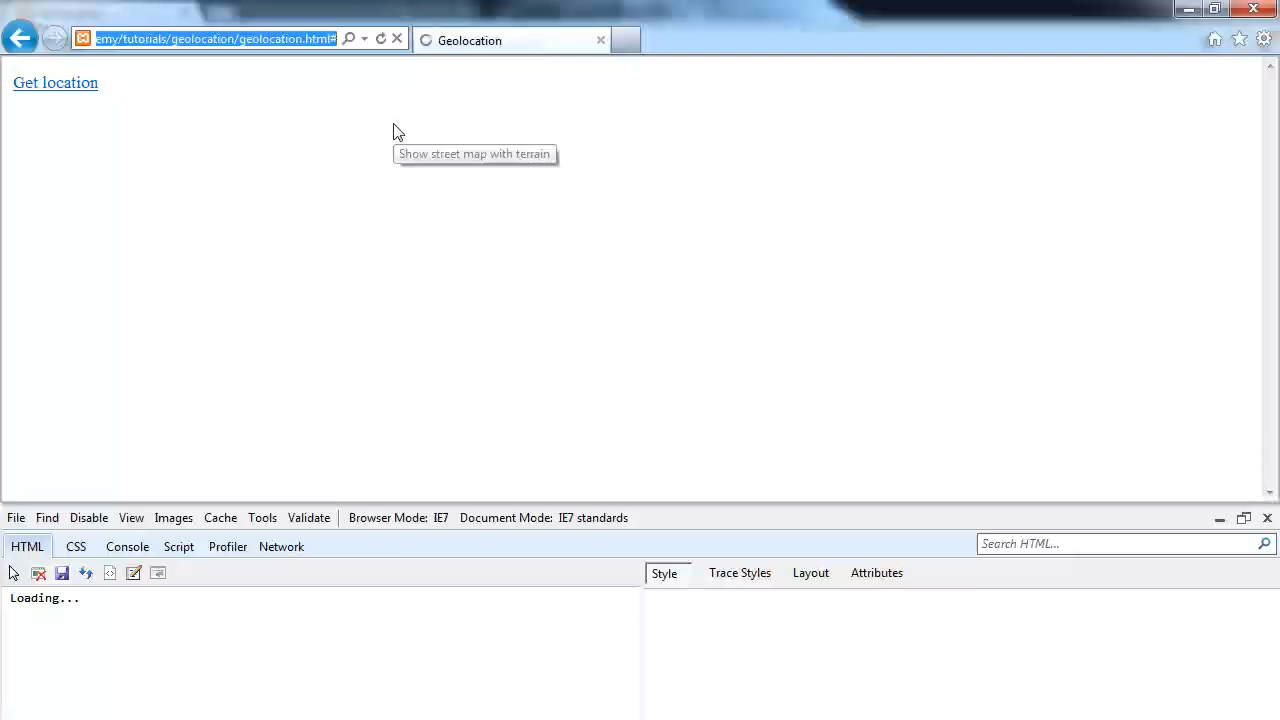 emy/tutorials/geolocation/geolocation.html#
Geolocation
Get location
Show street map with terrain
File Find Disable View Images Cache Tools Validate Browser Mode: IE7 Document Mode: IE7 standards
HTML CSS Console Script Profiler Network
Search HTML...
Style Trace Styles Layout Attributes
Loading...